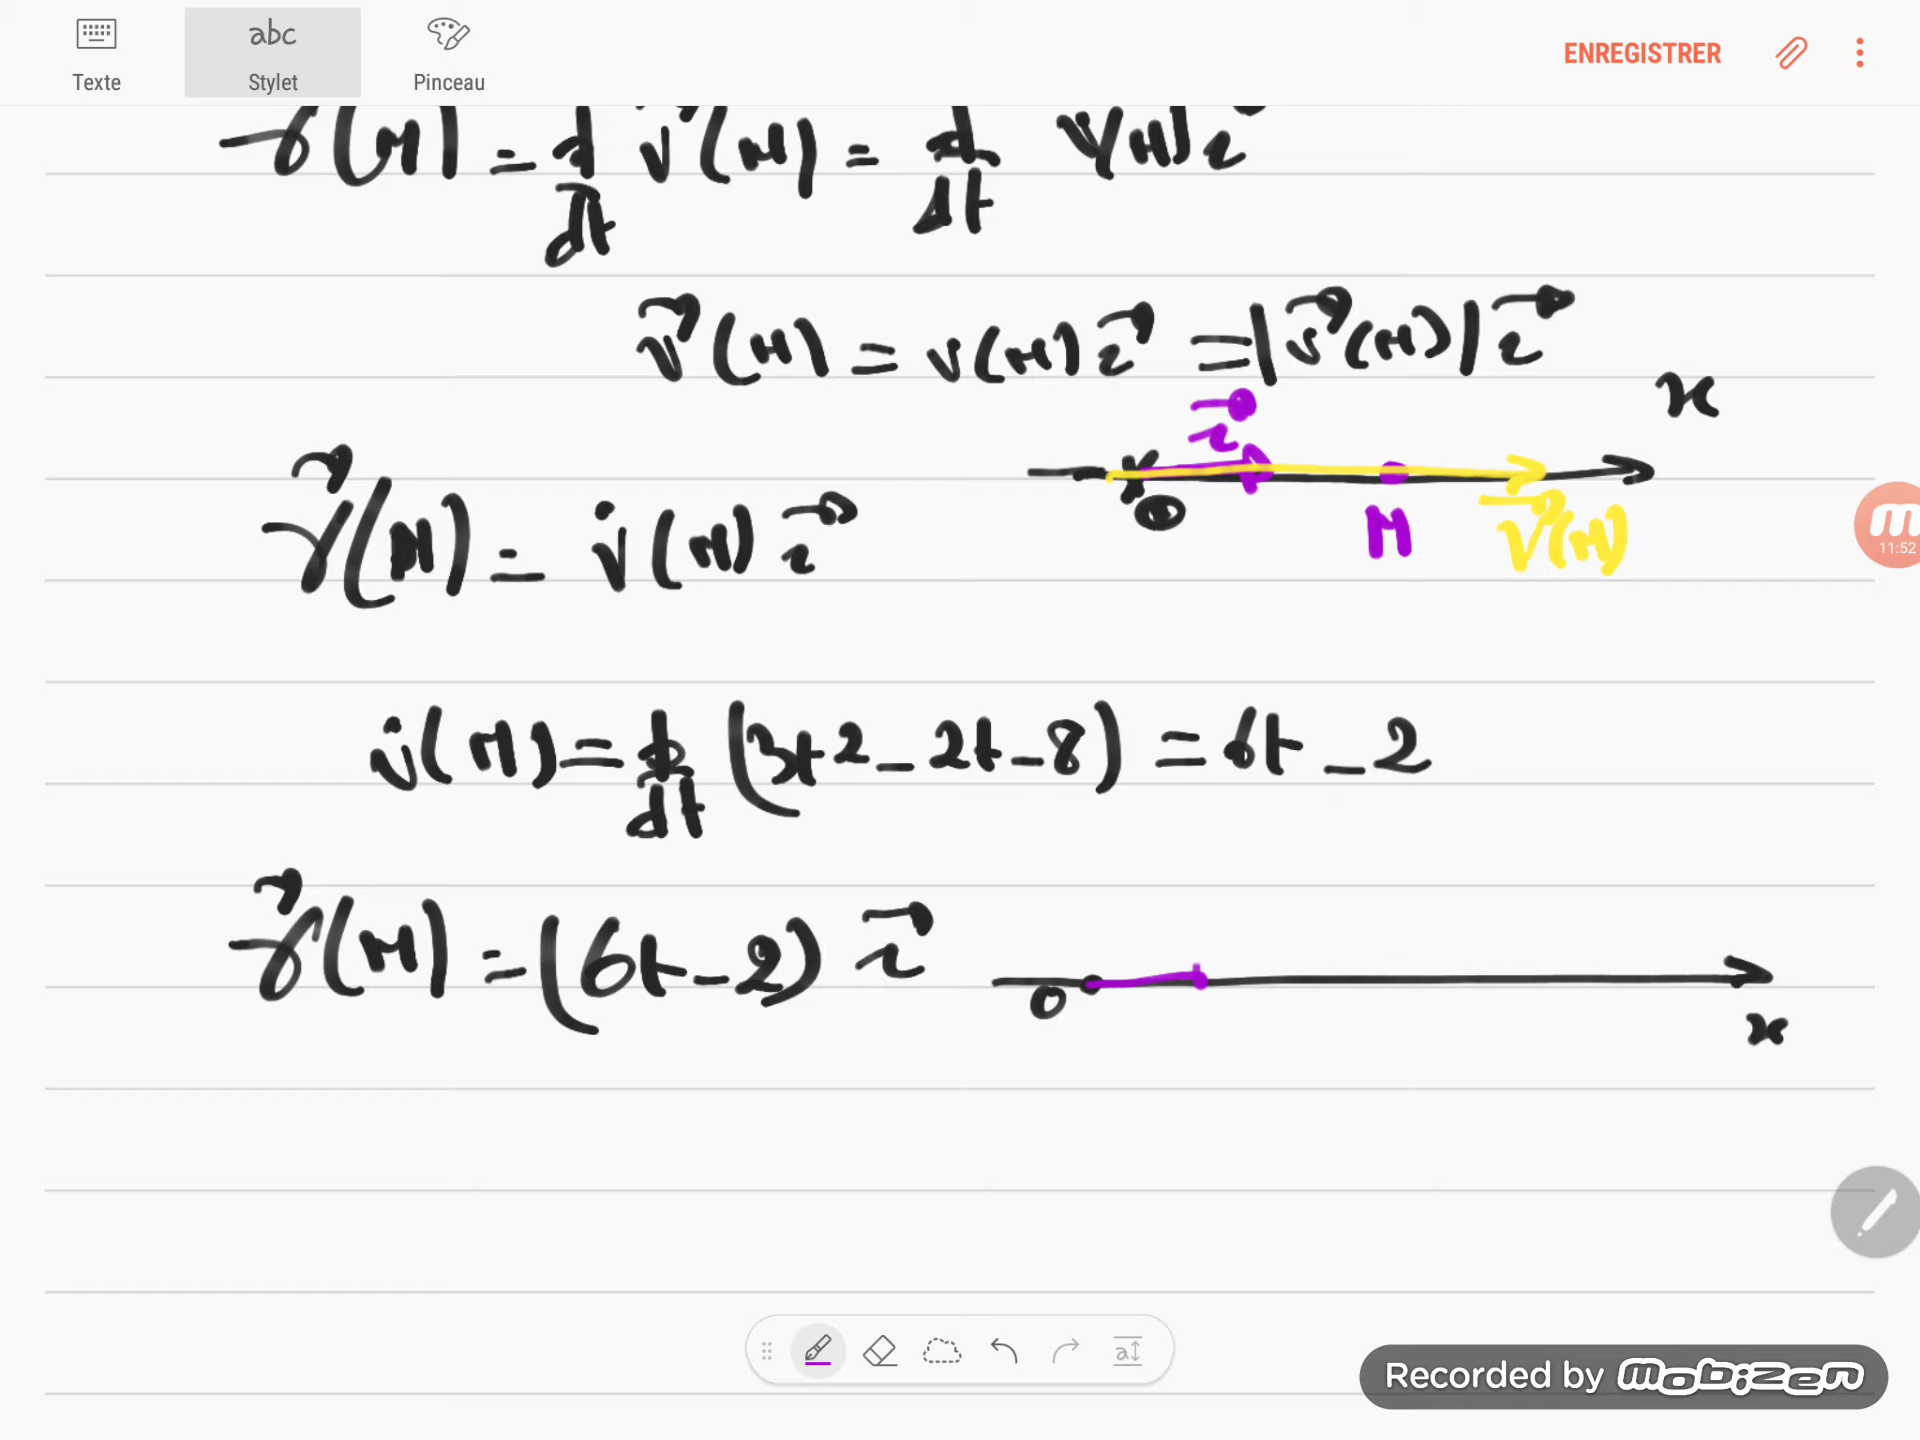 abc
Texte Stylet Pinceau ENREGISTRER
γ(M) = d/dt v⃗(M) = d/dt v(M) i⃗
v⃗(M) = v(M) i⃗ = |v⃗(M)| i⃗
x
i⃗
γ⃗(M) = v̇(M) i⃗
O M v⃗(M)
11:52
v̇(M) = d/dt (3t2 - 2t - 8) = 6t - 2
γ⃗(M) = (6t - 2) i⃗
O x
a
Recorded by mobizen